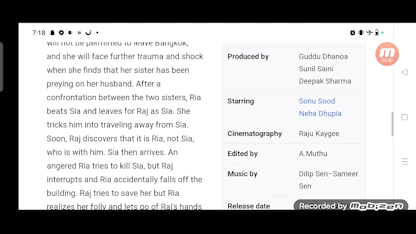 7:18
will not be permitted to leave Bangkok,
and she will face further trauma and shock
when she finds that her sister has been
preying on her husband. After a
confrontation between the two sisters, Ria
beats Sia and leaves for Raj as Sia. She
tricks him into traveling away from Sia.
Soon, Raj discovers that it is Ria, not Sia,
who is with him. Sia then arrives. An
angered Ria tries to kill Sia, but Raj
interrupts and Ria accidentally falls off the
building. Raj tries to save her but Ria
realizes her folly and lets go of Raj's hands
Produced by Guddu Dhanoa
Sunil Saini
Deepak Sharma
Starring Sonu Sood
Neha Dhupia
Cinematography Raju Kaygee
Edited by A.Muthu
Music by Dilip Sen–Sameer
Sen
Release date
Recorded by Mobizen